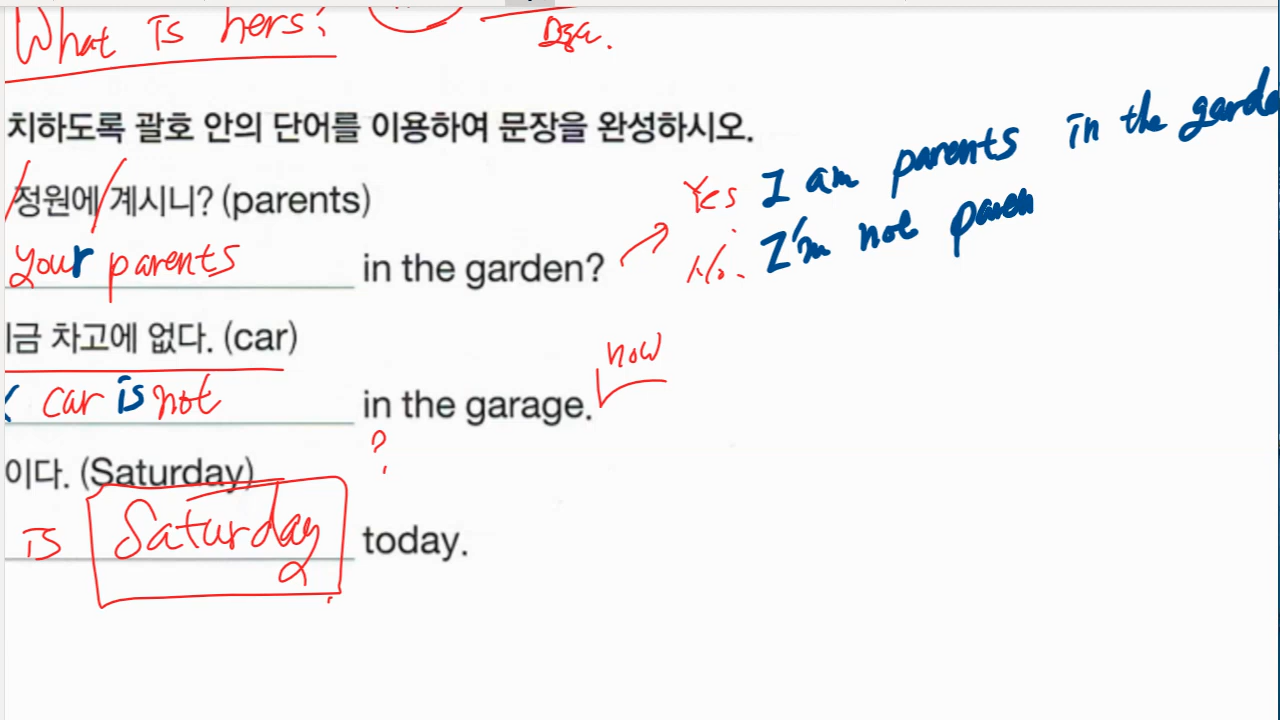 What is hers?
치하도록 괄호 안의 단어를 이용하여 문장을 완성하시오.
정원에 계시니? (parents)
your parents in the garden?
Yes. I am parents in the garde
No. I'm not paren
금 차고에 없다. (car)
now
car is not in the garage.
?
이다. (Saturday)
is Saturday today.